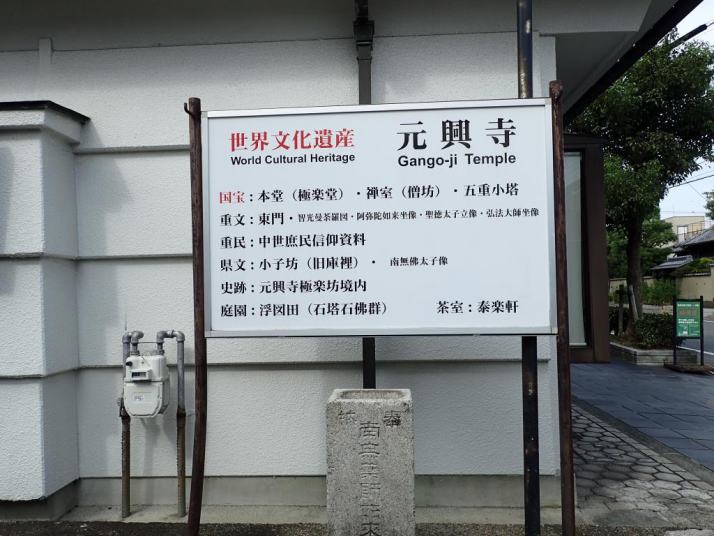 世界文化遺産 元興寺
World Cultural Heritage Gango-ji Temple
国宝：本堂（極楽堂）・禅室（僧坊）・五重小塔
重文：東門・智光曼荼羅図・阿弥陀如来坐像・聖徳太子立像・弘法大師坐像
重民：中世庶民信仰資料
県文：小子坊（旧庫裡）・ 南無佛太子像
史跡：元興寺極楽坊境内
庭園：浮図田（石塔石佛群） 茶室：泰楽軒
奉
南無